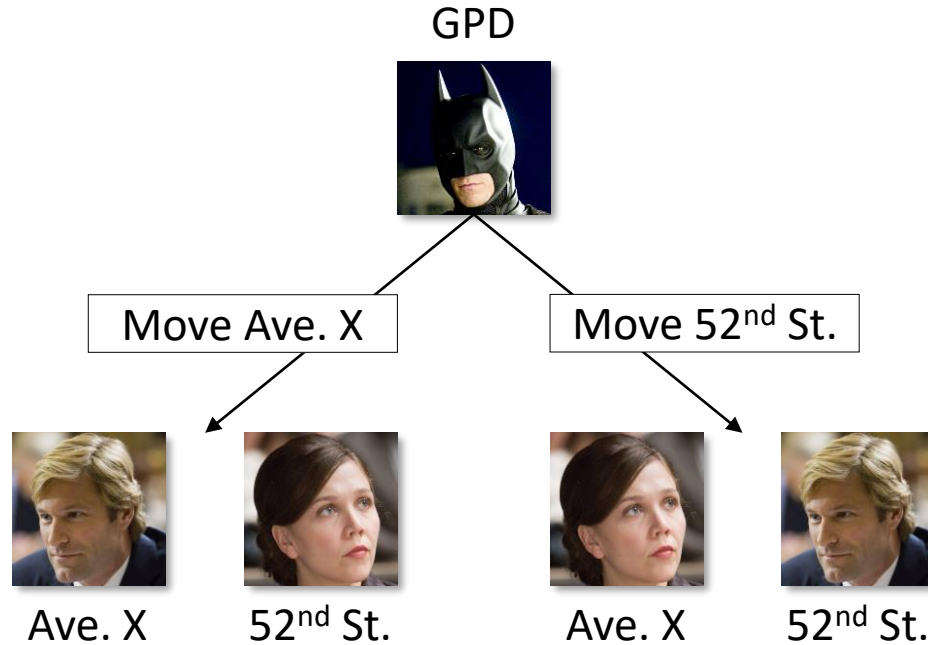 GPD
Move Ave. X
Move 52nd St.
Ave. X
52nd St.
Ave. X
52nd St.